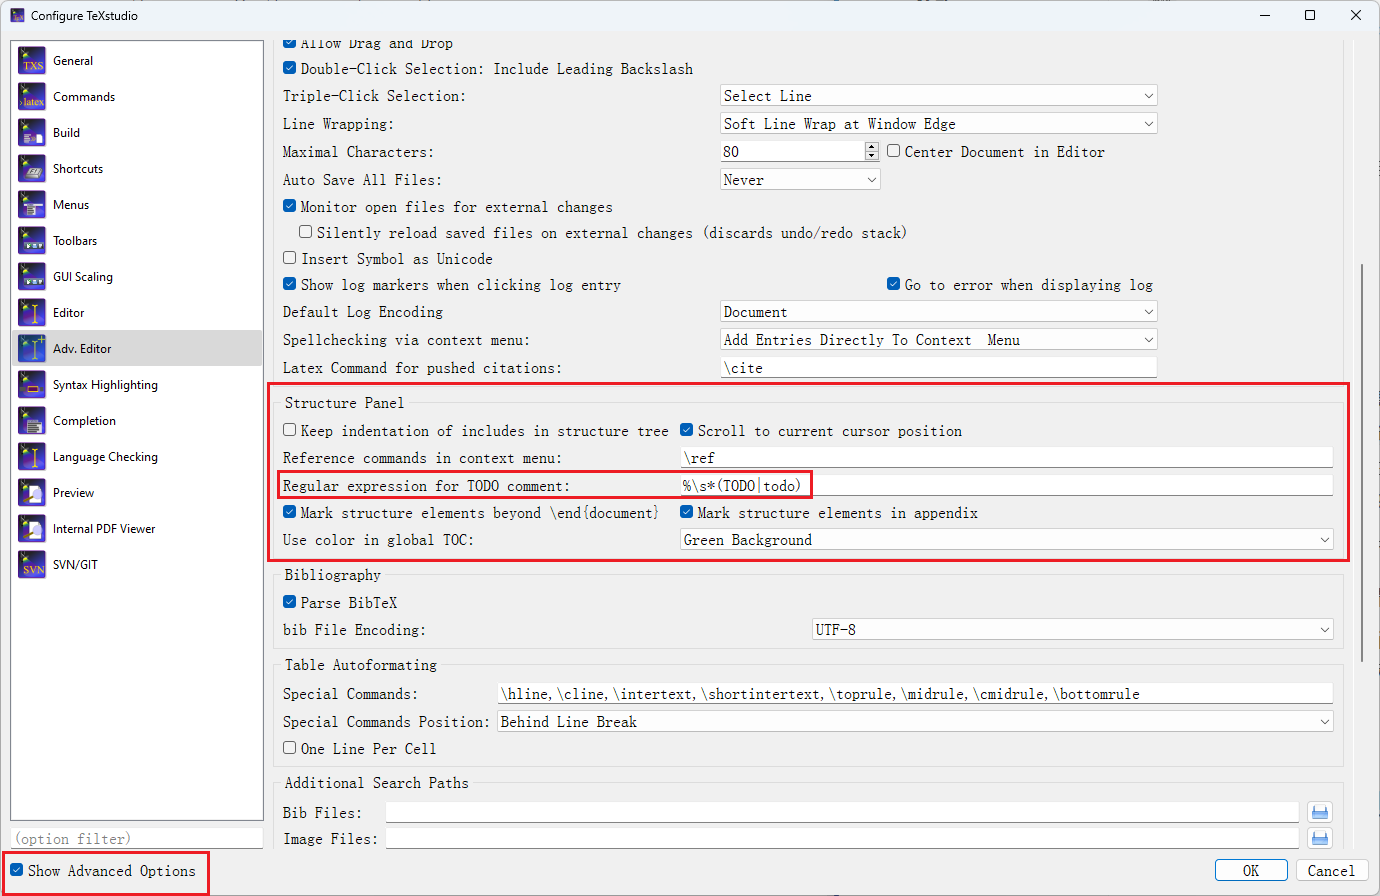 Configure TeXstudio
General
Commands
Build
Shortcuts
Menus
Toolbars
GUI Scaling
Editor
Adv. Editor
Syntax Highlighting
Completion
Language Checking
Preview
Internal PDF Viewer
SVN/GIT
(option filter)
Show Advanced Options
Allow Drag and Drop
Double-Click Selection: Include Leading Backslash
Triple-Click Selection: Select Line
Line Wrapping: Soft Line Wrap at Window Edge
Maximal Characters: 80 Center Document in Editor
Auto Save All Files: Never
Monitor open files for external changes
Silently reload saved files on external changes (discards undo/redo stack)
Insert Symbol as Unicode
Show log markers when clicking log entry Go to error when displaying log
Default Log Encoding Document
Spellchecking via context menu: Add Entries Directly To Context Menu
Latex Command for pushed citations: \cite
Structure Panel
Keep indentation of includes in structure tree Scroll to current cursor position
Reference commands in context menu: \ref
Regular expression for TODO comment: %\s*(TODO|todo)
Mark structure elements beyond \end{document} Mark structure elements in appendix
Use color in global TOC: Green Background
Bibliography
Parse BibTeX
bib File Encoding: UTF-8
Table Autoformating
Special Commands: \hline,\cline,\intertext,\shortintertext,\toprule,\midrule,\cmidrule,\bottomrule
Special Commands Position: Behind Line Break
One Line Per Cell
Additional Search Paths
Bib Files:
Image Files:
OK Cancel